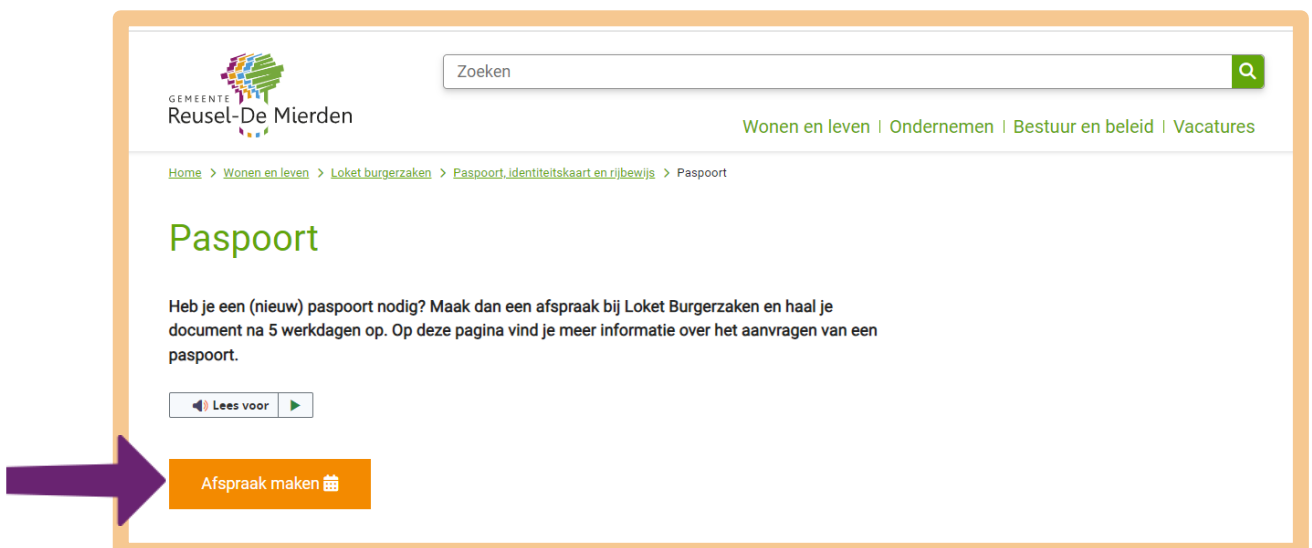 GEMEENTE
Reusel-De Mierden
Zoeken
Wonen en leven | Ondernemen | Bestuur en beleid | Vacatures
Home > Wonen en leven > Loket burgerzaken > Paspoort, identiteitskaart en rijbewijs > Paspoort
Paspoort
Heb je een (nieuw) paspoort nodig? Maak dan een afspraak bij Loket Burgerzaken en haal je
document na 5 werkdagen op. Op deze pagina vind je meer informatie over het aanvragen van een
paspoort.
Lees voor
Afspraak maken